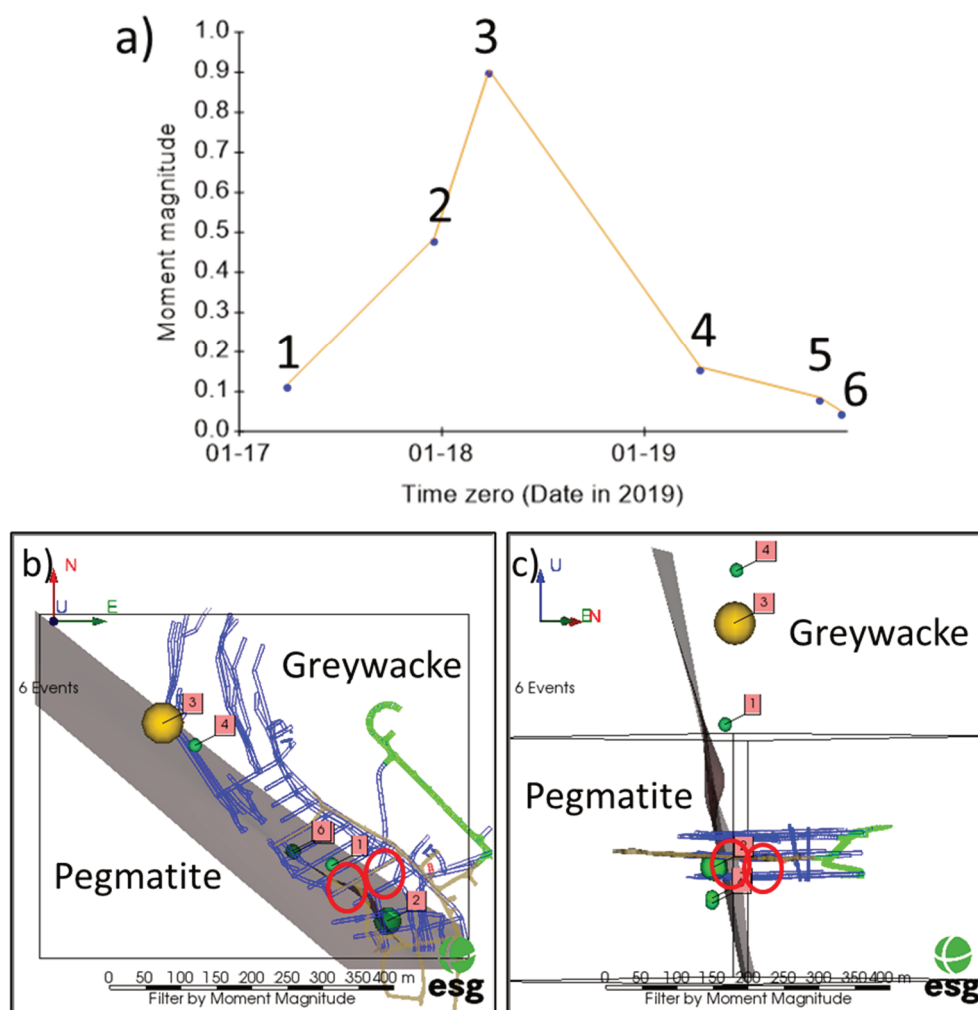 a)
1.0
0.9
0.8
0.7
0.6
0.5
0.4
0.3
0.2
0.1
0.0
Moment magnitude
1
2
3
4
5
6
01-17
01-18
01-19
Time zero (Date in 2019)
b)
N
U
E
Greywacke
6 Events
3
4
6
1
2
Pegmatite
0 50 100 150 200 250 300 350 400 m
Filter by Moment Magnitude
esg
c)
U
N
4
3
Greywacke
6 Events
1
Pegmatite
2
0 50 100 150 200 250 300 350 400 m
Filter by Moment Magnitude
esg